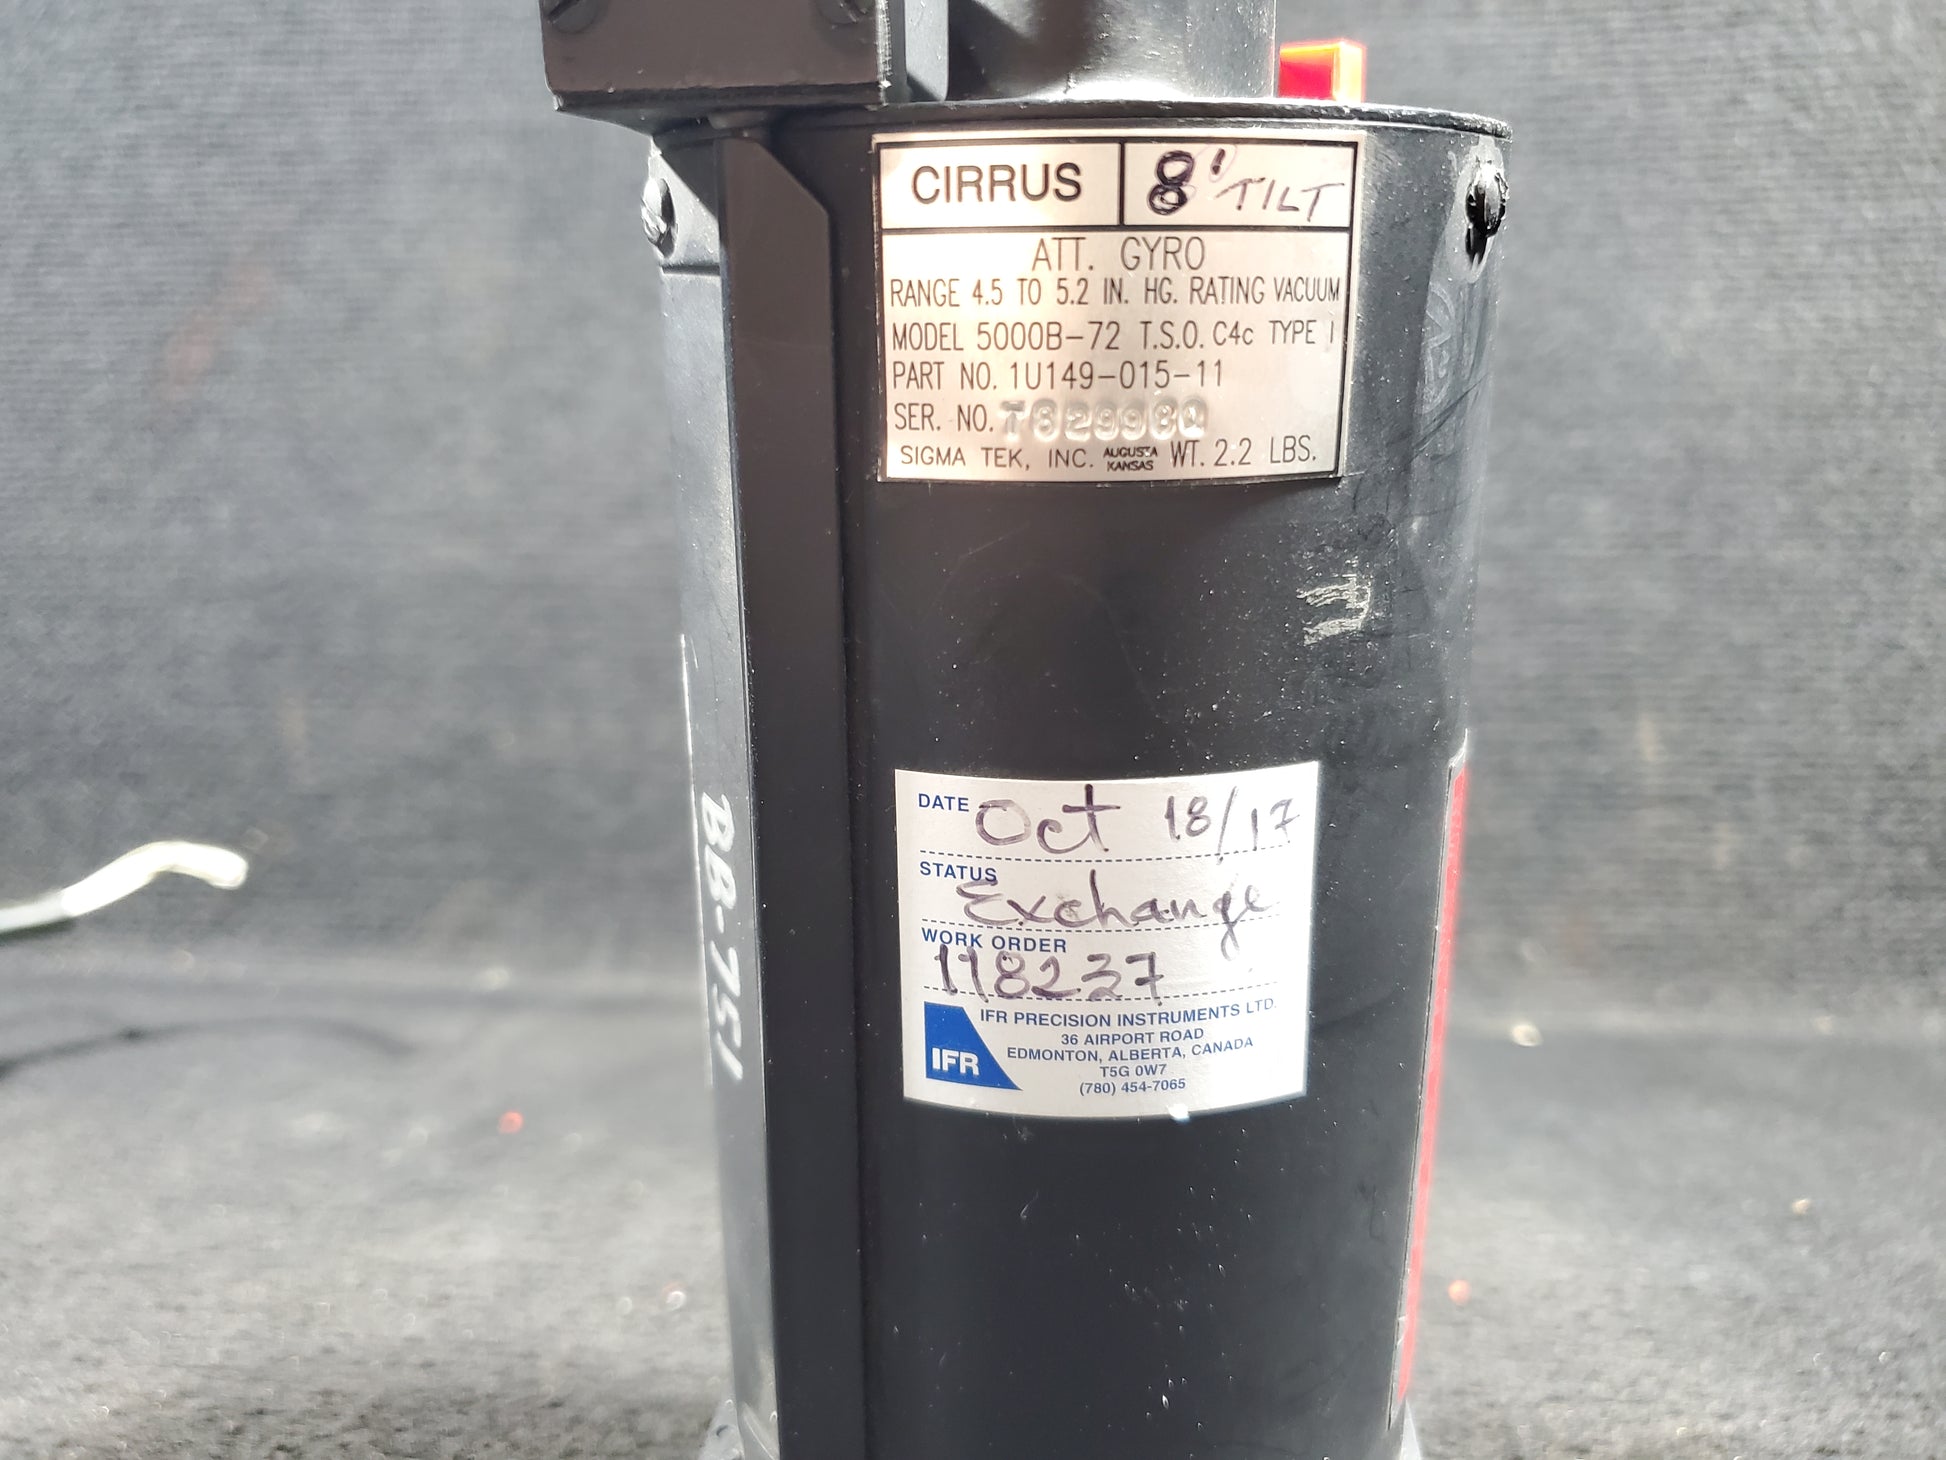 CIRRUS 8' TILT
ATT. GYRO
RANGE 4.5 TO 5.2 IN. HG. RATING VACUUM
MODEL 5000B-72 T.S.O. C4c TYPE I
PART NO. 1U149-015-11
SER. NO. T82998Q
SIGMA TEK, INC. AUGUSTA KANSAS WT. 2.2 LBS.
DATE Oct 18/17
STATUS Exchange
WORK ORDER
118237
IFR PRECISION INSTRUMENTS LTD.
36 AIRPORT ROAD
EDMONTON, ALBERTA, CANADA
T5G 0W7
(780) 454-7065
IFR
BB-751